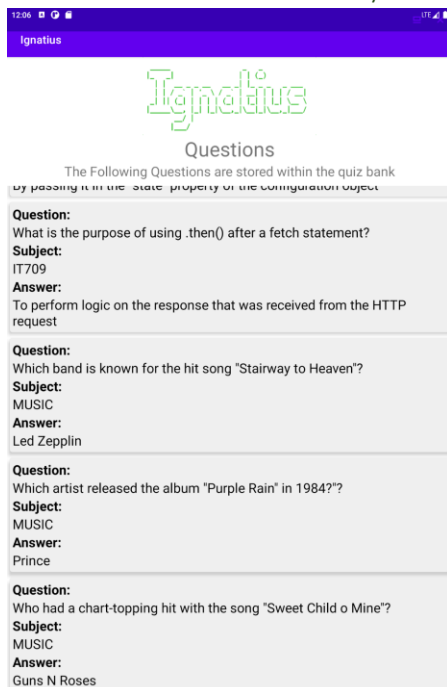 12:06
LTE
Ignatius
Ignatius
Questions
The Following Questions are stored within the quiz bank
By passing it in the "state" property of the configuration object
Question:
What is the purpose of using .then() after a fetch statement?
Subject:
IT709
Answer:
To perform logic on the response that was received from the HTTP
request
Question:
Which band is known for the hit song "Stairway to Heaven"?
Subject:
MUSIC
Answer:
Led Zepplin
Question:
Which artist released the album "Purple Rain" in 1984?"?
Subject:
MUSIC
Answer:
Prince
Question:
Who had a chart-topping hit with the song "Sweet Child o Mine"?
Subject:
MUSIC
Answer:
Guns N Roses